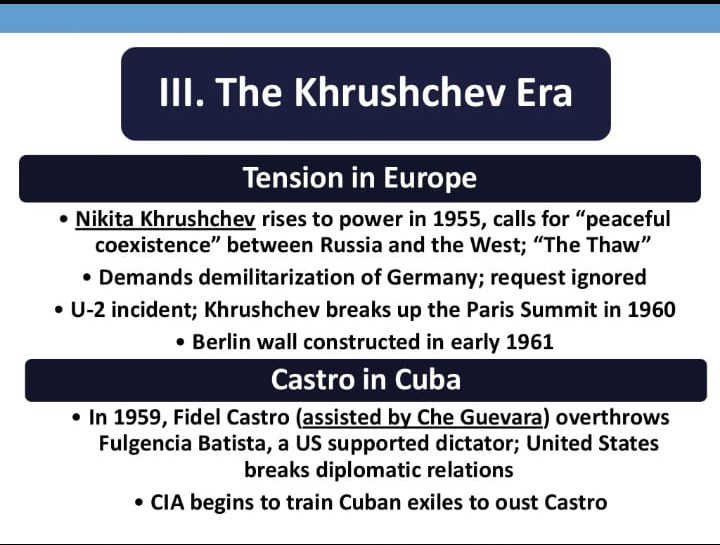 III. The Khrushchev Era
Tension in Europe
• Nikita Khrushchev rises to power in 1955, calls for “peaceful
coexistence” between Russia and the West; “The Thaw”
• Demands demilitarization of Germany; request ignored
• U-2 incident; Khrushchev breaks up the Paris Summit in 1960
• Berlin wall constructed in early 1961
Castro in Cuba
• In 1959, Fidel Castro (assisted by Che Guevara) overthrows
Fulgencia Batista, a US supported dictator; United States
breaks diplomatic relations
• CIA begins to train Cuban exiles to oust Castro